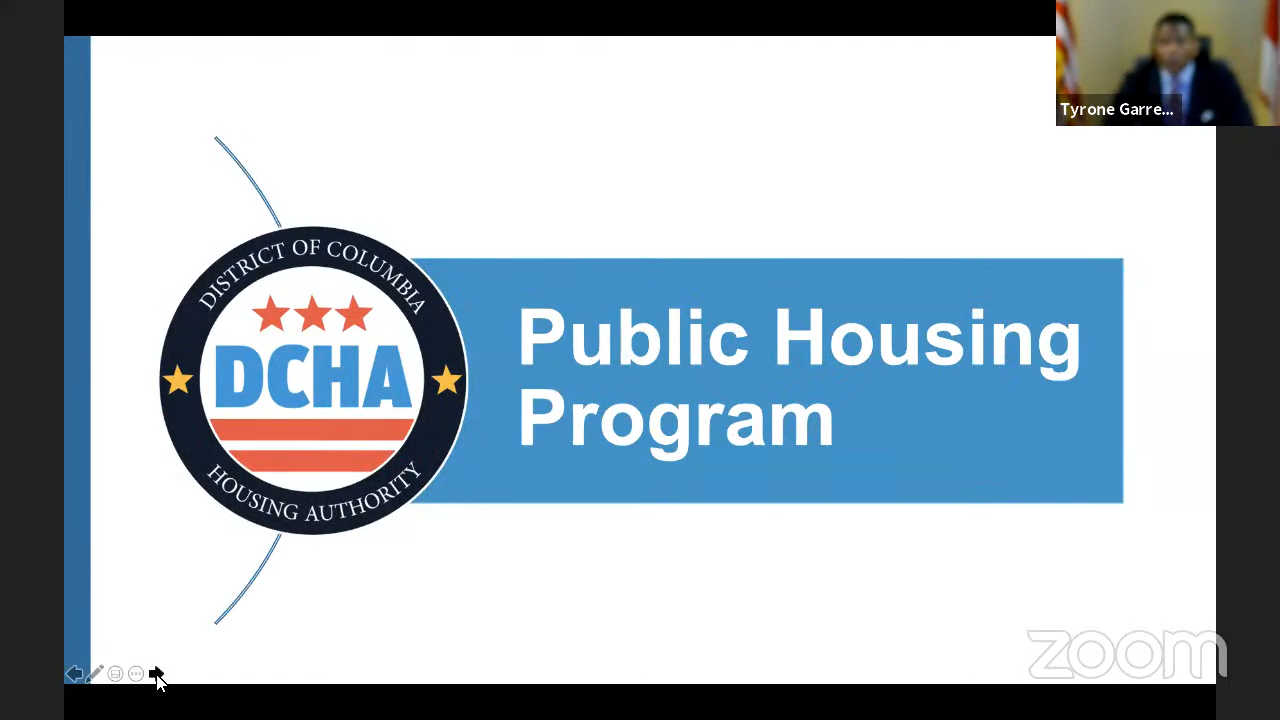 Tyrone Garre...
DISTRICT OF COLUMBIA
DCHA
HOUSING AUTHORITY
Public Housing
Program
zoom